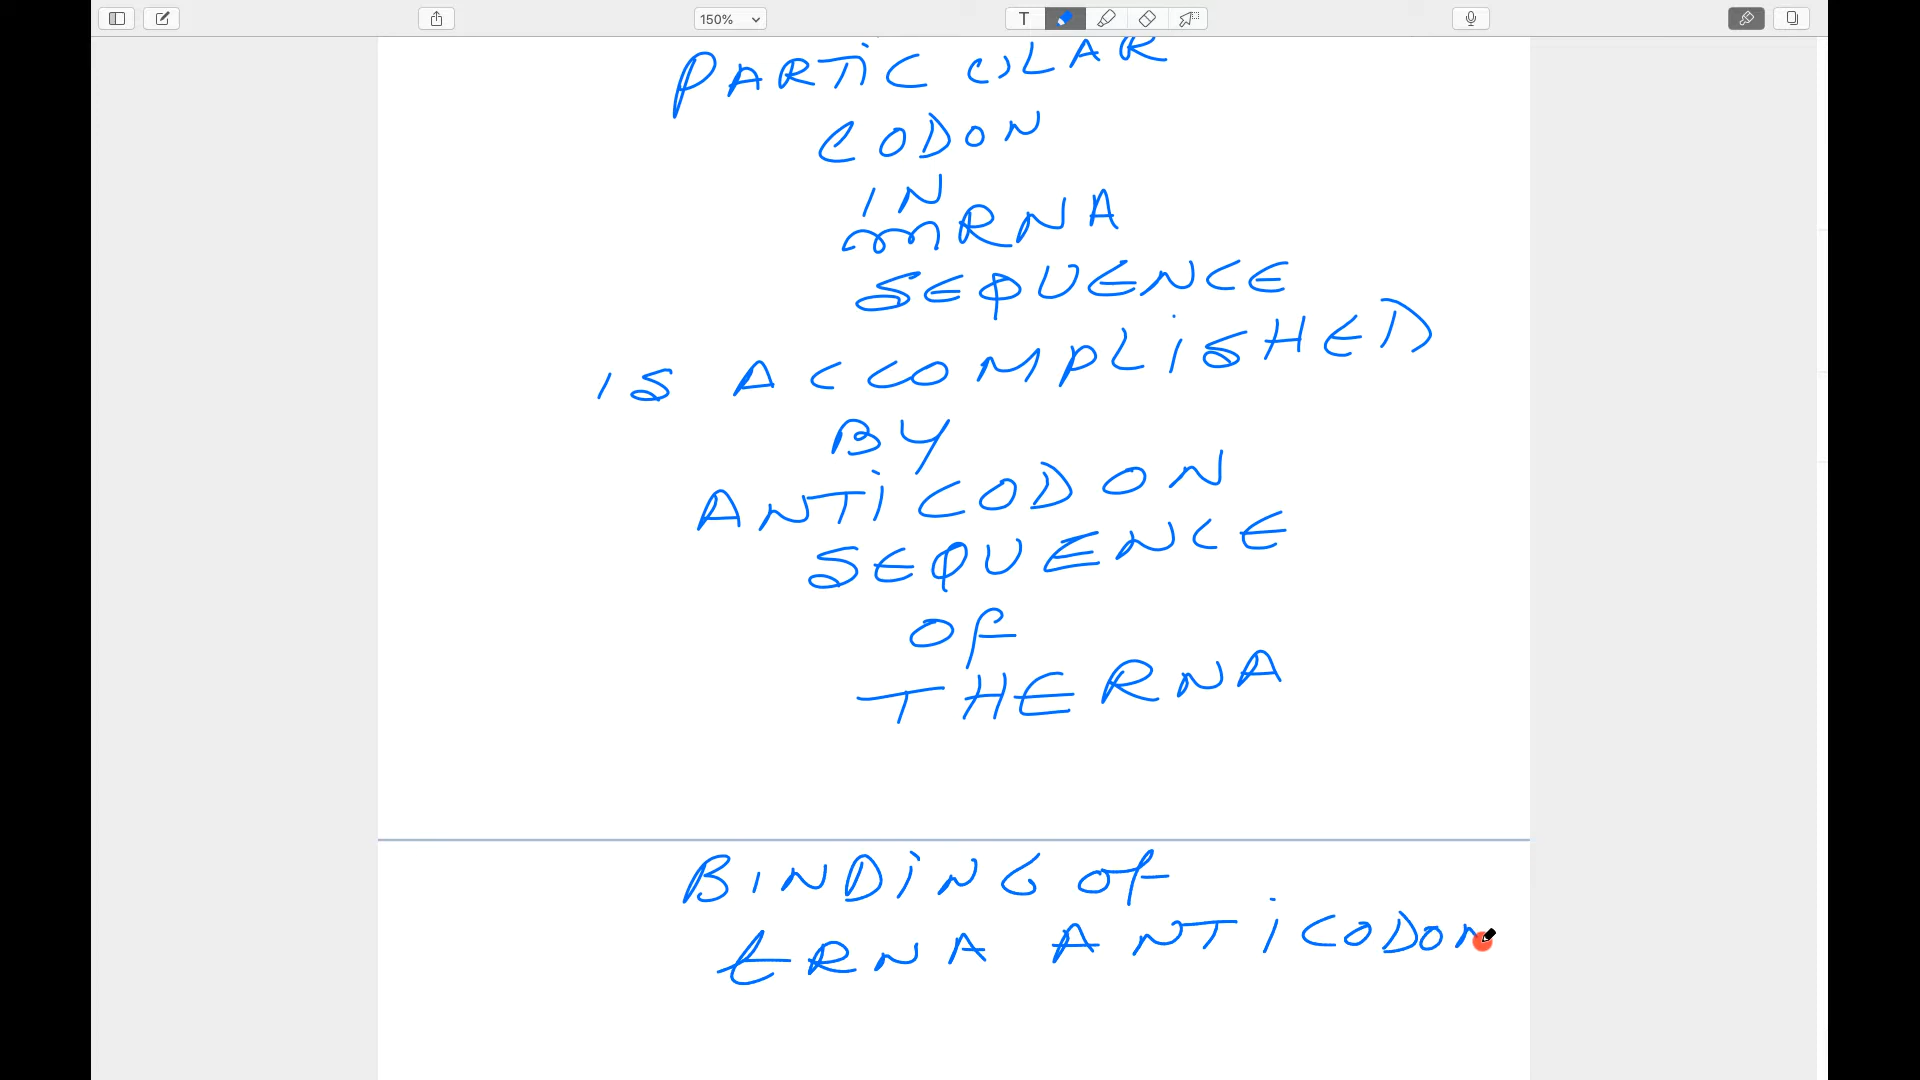 150%
T
PARTICULAR
CODON
IN
mRNA
SEQUENCE
IS ACCOMPLISHED
BY
ANTICODON
SEQUENCE
OF
THERNA
BINDING OF
tRNA ANTICODON